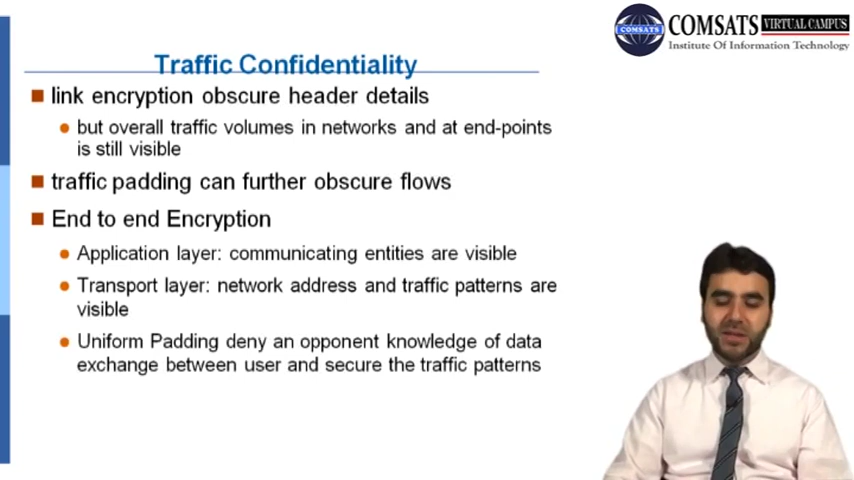 COMSATS
COMSATS VIRTUAL CAMPUS
Institute Of Information Technology
Traffic Confidentiality
link encryption obscure header details
but overall traffic volumes in networks and at end-points
is still visible
traffic padding can further obscure flows
End to end Encryption
Application layer: communicating entities are visible
Transport layer: network address and traffic patterns are
visible
Uniform Padding deny an opponent knowledge of data
exchange between user and secure the traffic patterns